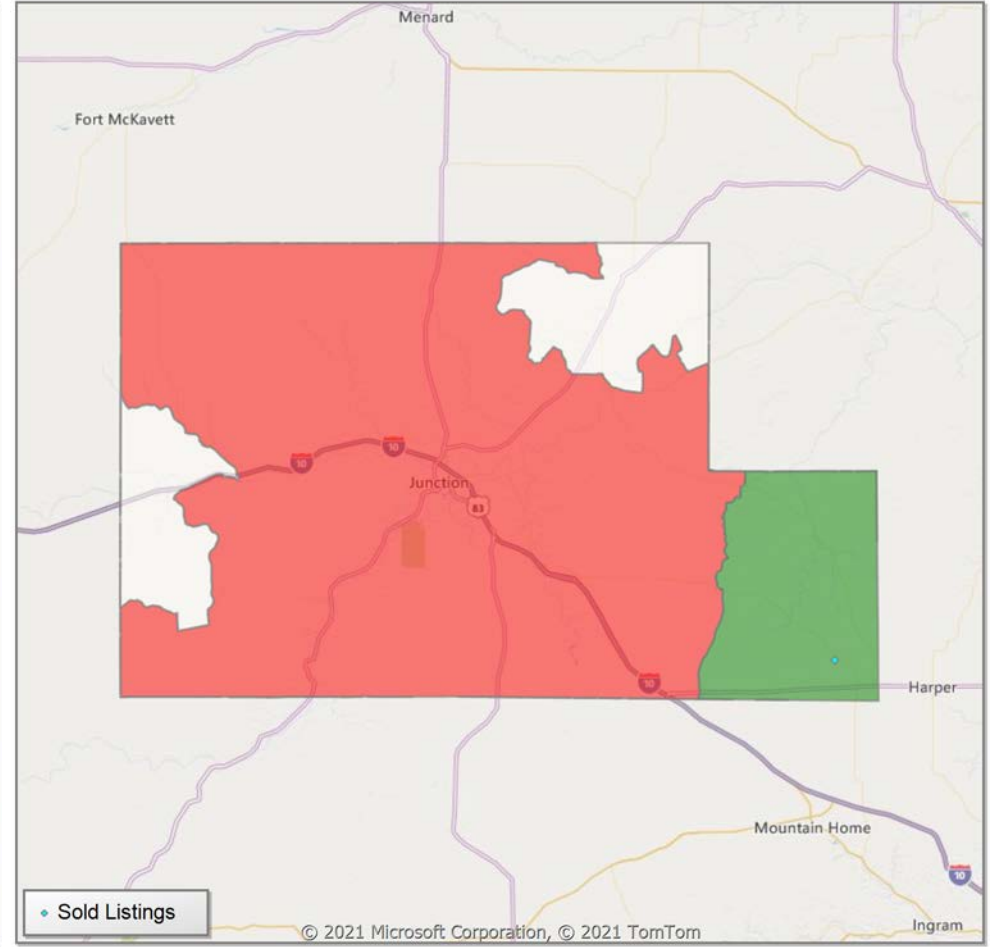 Menard
Fort McKavett
10
10
Junction
83
10
Harper
Mountain Home
10
Sold Listings
Ingram
© 2021 Microsoft Corporation, © 2021 TomTom